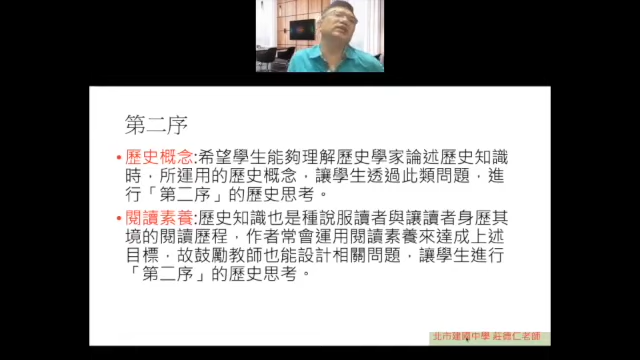 第二序
•歷史概念:希望學生能夠理解歷史學家論述歷史知識
時，所運用的歷史概念，讓學生透過此類問題，進
行「第二序」的歷史思考。
•閱讀素養:歷史知識也是種說服讀者與讓讀者身歷其
境的閱讀歷程，作者常會運用閱讀素養來達成上述
目標，故鼓勵教師也能設計相關問題，讓學生進行
「第二序」的歷史思考。
北市建國中學 莊德仁老師